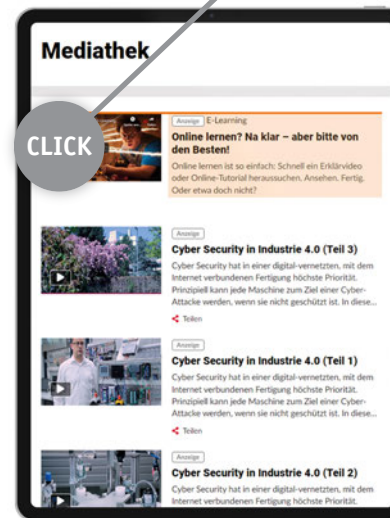 Mediathek
CLICK
Anzeige E-Learning
Online lernen? Na klar – aber bitte von
den Besten!
Online lernen ist so einfach: Schnell ein Erklärvideo
oder Online-Tutorial heraussuchen. Ansehen. Fertig.
Oder etwa doch nicht?
Anzeige
Cyber Security in Industrie 4.0 (Teil 3)
Cyber Security hat in einer digital-vernetzten, mit dem
Internet verbundenen Fertigung höchste Priorität.
Prinzipiell kann jede Maschine zum Ziel einer Cyber-
Attacke werden, wenn sie nicht geschützt ist. In diese...
Teilen
Anzeige
Cyber Security in Industrie 4.0 (Teil 1)
Cyber Security hat in einer digital-vernetzten, mit dem
Internet verbundenen Fertigung höchste Priorität.
Prinzipiell kann jede Maschine zum Ziel einer Cyber-
Attacke werden, wenn sie nicht geschützt ist. In diese...
Teilen
Anzeige
Cyber Security in Industrie 4.0 (Teil 2)
Cyber Security hat in einer digital-vernetzten, mit dem
Internet verbundenen Fertigung höchste Priorität.